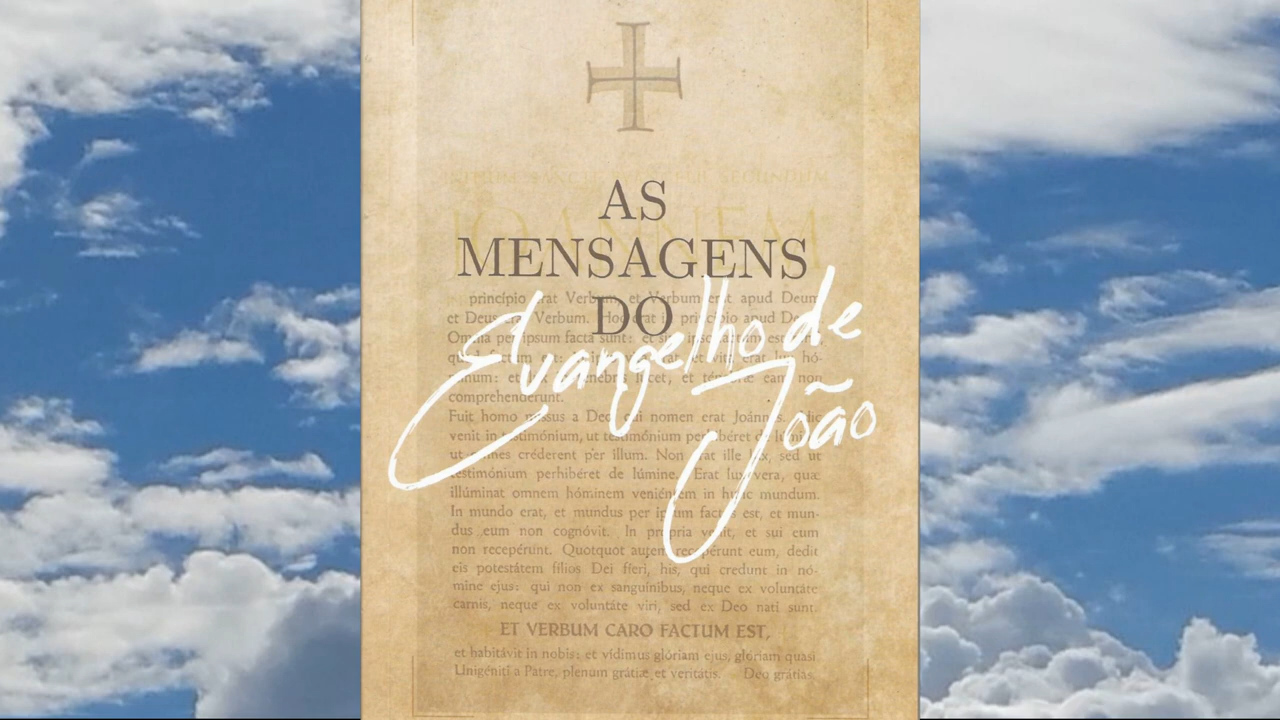 AS
MENSAGENS
DO
Evangelho de
João
principio erat Verbum, et Verbum erat apud Deum
et Deus erat Verbum. Hoc erat in principio apud
Omnia per ipsum facta sunt: et sine
comprehenderunt.
Fuit homo missus a Deo, cui nomen erat Joánnes. Hic
venit in testimónium, ut testimónium perhibéret de lúmine
ut omnes créderent per illum. Non erat ille lux, sed ut
testimónium perhibéret de lúmine. Erat lux vera, quæ
illúminat omnem hóminem veniéntem in hunc mundum.
In mundo erat, et mundus per ipsum factus est, et mun-
dus eum non cognóvit. In própria venit, et sui eum
non recepérunt. Quotquot autem recepérunt eum, dedit
eis potestátem fílios Dei fíeri, his, qui credunt in nó-
mine ejus: qui non ex sanguínibus, neque ex voluntáte
carnis, neque ex voluntáte viri, sed ex Deo nati sunt.
ET VERBUM CARO FACTUM EST,
et habitávit in nobis: et vídimus glóriam ejus, glóriam quasi
Unigéniti a Patre, plenum grátiæ et veritátis. Deo grátias.